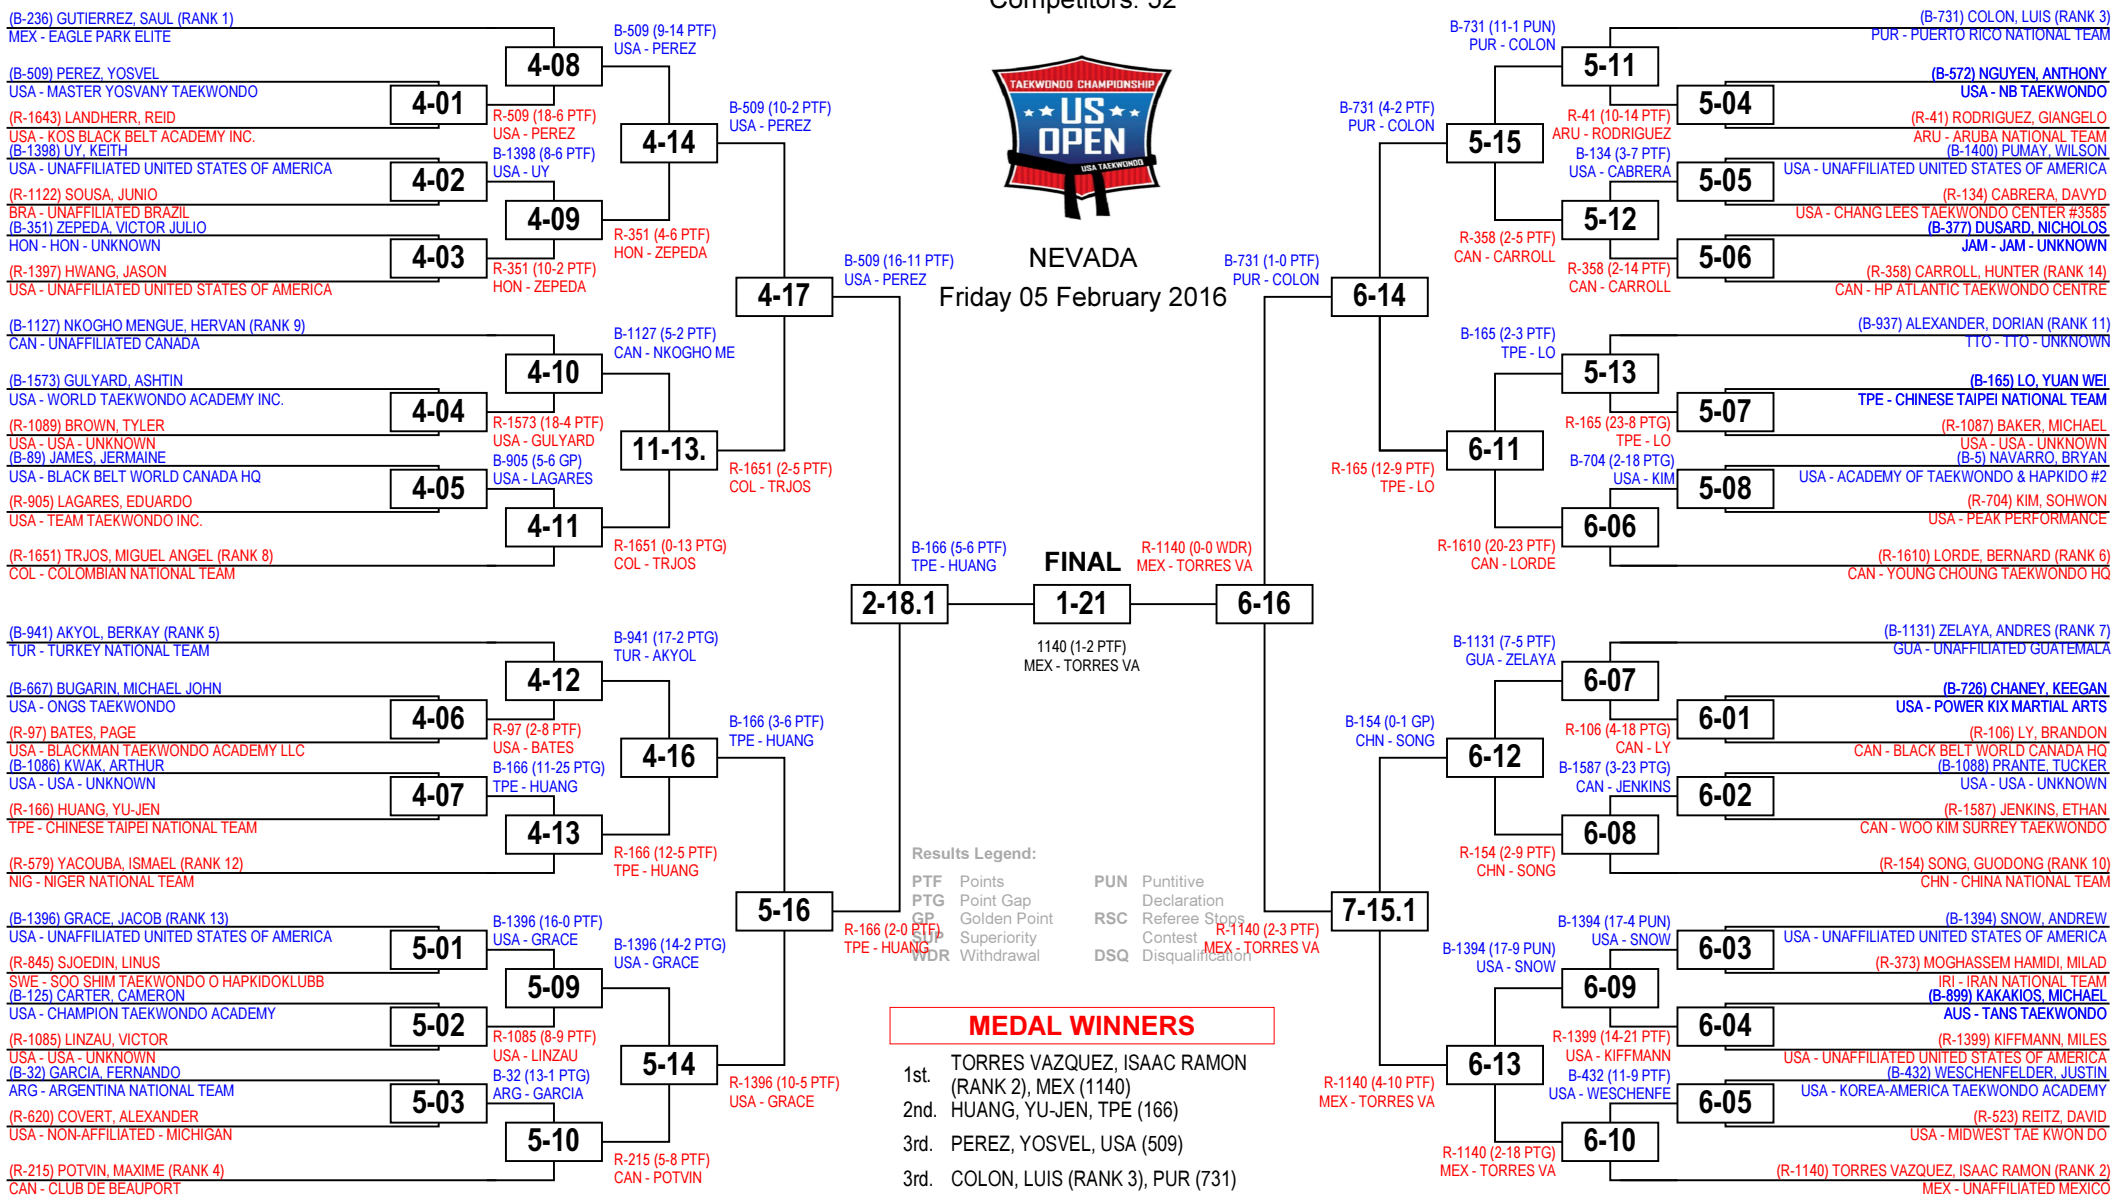 Competitors: 52
(B-236) GUTIERREZ, SAUL (RANK 1)
MEX - EAGLE PARK ELITE
(B-509) PEREZ, YOSVEL
USA - MASTER YOSVANY TAEKWONDO
(R-1643) LANDHERR, REID
USA - KOS BLACK BELT ACADEMY INC.
(B-1398) UY, KEITH
USA - UNAFFILIATED UNITED STATES OF AMERICA
(R-1122) SOUSA, JUNIO
BRA - UNAFFILIATED BRAZIL
(B-351) ZEPEDA, VICTOR JULIO
HON - HON - UNKNOWN
(R-1397) HWANG, JASON
USA - UNAFFILIATED UNITED STATES OF AMERICA
(B-1127) NKOGHO MENGUE, HERVAN (RANK 9)
CAN - UNAFFILIATED CANADA
(B-1573) GULYARD, ASHTIN
USA - WORLD TAEKWONDO ACADEMY INC.
(R-1089) BROWN, TYLER
USA - USA - UNKNOWN
(B-89) JAMES, JERMAINE
USA - BLACK BELT WORLD CANADA HQ
(R-905) LAGARES, EDUARDO
USA - TEAM TAEKWONDO INC.
(R-1651) TRJOS, MIGUEL ANGEL (RANK 8)
COL - COLOMBIAN NATIONAL TEAM
(B-941) AKYOL, BERKAY (RANK 5)
TUR - TURKEY NATIONAL TEAM
(B-667) BUGARIN, MICHAEL JOHN
USA - ONGS TAEKWONDO
(R-97) BATES, PAGE
USA - BLACKMAN TAEKWONDO ACADEMY LLC
(B-1086) KWAK, ARTHUR
USA - USA - UNKNOWN
(R-166) HUANG, YU-JEN
TPE - CHINESE TAIPEI NATIONAL TEAM
(R-579) YACOUBA, ISMAEL (RANK 12)
NIG - NIGER NATIONAL TEAM
(B-1396) GRACE, JACOB (RANK 13)
USA - UNAFFILIATED UNITED STATES OF AMERICA
(R-845) SJOEDIN, LINUS
SWE - SOO SHIM TAEKWONDO O HAPKIDOKLUBB
(B-125) CARTER, CAMERON
USA - CHAMPION TAEKWONDO ACADEMY
(R-1085) LINZAU, VICTOR
USA - USA - UNKNOWN
(B-32) GARCIA, FERNANDO
ARG - ARGENTINA NATIONAL TEAM
(R-620) COVERT, ALEXANDER
USA - NON-AFFILIATED - MICHIGAN
(R-215) POTVIN, MAXIME (RANK 4)
CAN - CLUB DE BEAUPORT
4-01
4-02
4-03
4-04
4-05
4-06
4-07
5-01
5-02
5-03
R-509 (18-6 PTF)
USA - PEREZ
B-1398 (8-6 PTF)
USA - UY
R-351 (10-2 PTF)
HON - ZEPEDA
R-1573 (18-4 PTF)
USA - GULYARD
B-905 (5-6 GP)
USA - LAGARES
R-97 (2-8 PTF)
USA - BATES
B-166 (11-25 PTG)
TPE - HUANG
B-1396 (16-0 PTF)
USA - GRACE
R-1085 (8-9 PTF)
USA - LINZAU
B-32 (13-1 PTG)
ARG - GARCIA
4-08
4-09
4-10
4-11
4-12
4-13
5-09
5-10
B-509 (9-14 PTF)
USA - PEREZ
R-351 (4-6 PTF)
HON - ZEPEDA
B-1127 (5-2 PTF)
CAN - NKOGHO ME
R-1651 (0-13 PTG)
COL - TRJOS
B-941 (17-2 PTG)
TUR - AKYOL
R-166 (12-5 PTF)
TPE - HUANG
B-1396 (14-2 PTG)
USA - GRACE
R-215 (5-8 PTF)
CAN - POTVIN
4-14
11-13.
4-16
5-14
B-509 (10-2 PTF)
USA - PEREZ
R-1651 (2-5 PTF)
COL - TRJOS
B-166 (3-6 PTF)
TPE - HUANG
R-1396 (10-5 PTF)
USA - GRACE
4-17
5-16
B-509 (16-11 PTF)
USA - PEREZ
R-166 (2-0 PTF)
TPE - HUANG
2-18.1
B-166 (5-6 PTF)
TPE - HUANG
TAEKWONDO CHAMPIONSHIP
US
OPEN
USA TAEKWONDO
NEVADA
Friday 05 February 2016
FINAL
1-21
1140 (1-2 PTF)
MEX - TORRES VA
R-1140 (0-0 WDR)
MEX - TORRES VA
6-16
B-731 (1-0 PTF)
PUR - COLON
R-1140 (2-3 PTF)
MEX - TORRES VA
6-14
7-15.1
B-731 (4-2 PTF)
PUR - COLON
R-165 (12-9 PTF)
TPE - LO
B-154 (0-1 GP)
CHN - SONG
R-1140 (4-10 PTF)
MEX - TORRES VA
5-15
6-11
6-12
6-13
B-731 (11-1 PUN)
PUR - COLON
R-358 (2-5 PTF)
CAN - CARROLL
B-165 (2-3 PTF)
TPE - LO
R-1610 (20-23 PTF)
CAN - LORDE
B-1131 (7-5 PTF)
GUA - ZELAYA
R-154 (2-9 PTF)
CHN - SONG
B-1394 (17-9 PUN)
USA - SNOW
R-1140 (2-18 PTG)
MEX - TORRES VA
5-11
5-12
5-13
6-06
6-07
6-08
6-09
6-10
R-41 (10-14 PTF)
ARU - RODRIGUEZ
B-134 (3-7 PTF)
USA - CABRERA
R-358 (2-14 PTF)
CAN - CARROLL
R-165 (23-8 PTG)
TPE - LO
B-704 (2-18 PTG)
USA - KIM
R-106 (4-18 PTG)
CAN - LY
B-1587 (3-23 PTG)
CAN - JENKINS
B-1394 (17-4 PUN)
USA - SNOW
R-1399 (14-21 PTF)
USA - KIFFMANN
B-432 (11-9 PTF)
USA - WESCHENFE
5-04
5-05
5-06
5-07
5-08
6-01
6-02
6-03
6-04
6-05
(B-731) COLON, LUIS (RANK 3)
PUR - PUERTO RICO NATIONAL TEAM
(B-572) NGUYEN, ANTHONY
USA - NB TAEKWONDO
(R-41) RODRIGUEZ, GIANGELO
ARU - ARUBA NATIONAL TEAM
(B-1400) PUMAY, WILSON
USA - UNAFFILIATED UNITED STATES OF AMERICA
(R-134) CABRERA, DAVYD
USA - CHANG LEES TAEKWONDO CENTER #3585
(B-377) DUSARD, NICHOLOS
JAM - JAM - UNKNOWN
(R-358) CARROLL, HUNTER (RANK 14)
CAN - HP ATLANTIC TAEKWONDO CENTRE
(B-937) ALEXANDER, DORIAN (RANK 11)
TTO - TTO - UNKNOWN
(B-165) LO, YUAN WEI
TPE - CHINESE TAIPEI NATIONAL TEAM
(R-1087) BAKER, MICHAEL
USA - USA - UNKNOWN
(B-5) NAVARRO, BRYAN
USA - ACADEMY OF TAEKWONDO & HAPKIDO #2
(R-704) KIM, SOHWON
USA - PEAK PERFORMANCE
(R-1610) LORDE, BERNARD (RANK 6)
CAN - YOUNG CHOUNG TAEKWONDO HQ
(B-1131) ZELAYA, ANDRES (RANK 7)
GUA - UNAFFILIATED GUATEMALA
(B-726) CHANEY, KEEGAN
USA - POWER KIX MARTIAL ARTS
(R-106) LY, BRANDON
CAN - BLACK BELT WORLD CANADA HQ
(B-1088) PRANTE, TUCKER
USA - USA - UNKNOWN
(R-1587) JENKINS, ETHAN
CAN - WOO KIM SURREY TAEKWONDO
(R-154) SONG, GUODONG (RANK 10)
CHN - CHINA NATIONAL TEAM
(B-1394) SNOW, ANDREW
USA - UNAFFILIATED UNITED STATES OF AMERICA
(R-373) MOGHASSEM HAMIDI, MILAD
IRI - IRAN NATIONAL TEAM
(B-899) KAKAKIOS, MICHAEL
AUS - TANS TAEKWONDO
(R-1399) KIFFMANN, MILES
USA - UNAFFILIATED UNITED STATES OF AMERICA
(B-432) WESCHENFELDER, JUSTIN
USA - KOREA-AMERICA TAEKWONDO ACADEMY
(R-523) REITZ, DAVID
USA - MIDWEST TAE KWON DO
(R-1140) TORRES VAZQUEZ, ISAAC RAMON (RANK 2)
MEX - UNAFFILIATED MEXICO
Results Legend:
PTF Points
PTG Point Gap
GP Golden Point
SUP Superiority
WDR Withdrawal
PUN Puntitive
Declaration
RSC Referee Stops
Contest
DSQ Disqualification
MEDAL WINNERS
1st. TORRES VAZQUEZ, ISAAC RAMON
(RANK 2), MEX (1140)
2nd. HUANG, YU-JEN, TPE (166)
3rd. PEREZ, YOSVEL, USA (509)
3rd. COLON, LUIS (RANK 3), PUR (731)